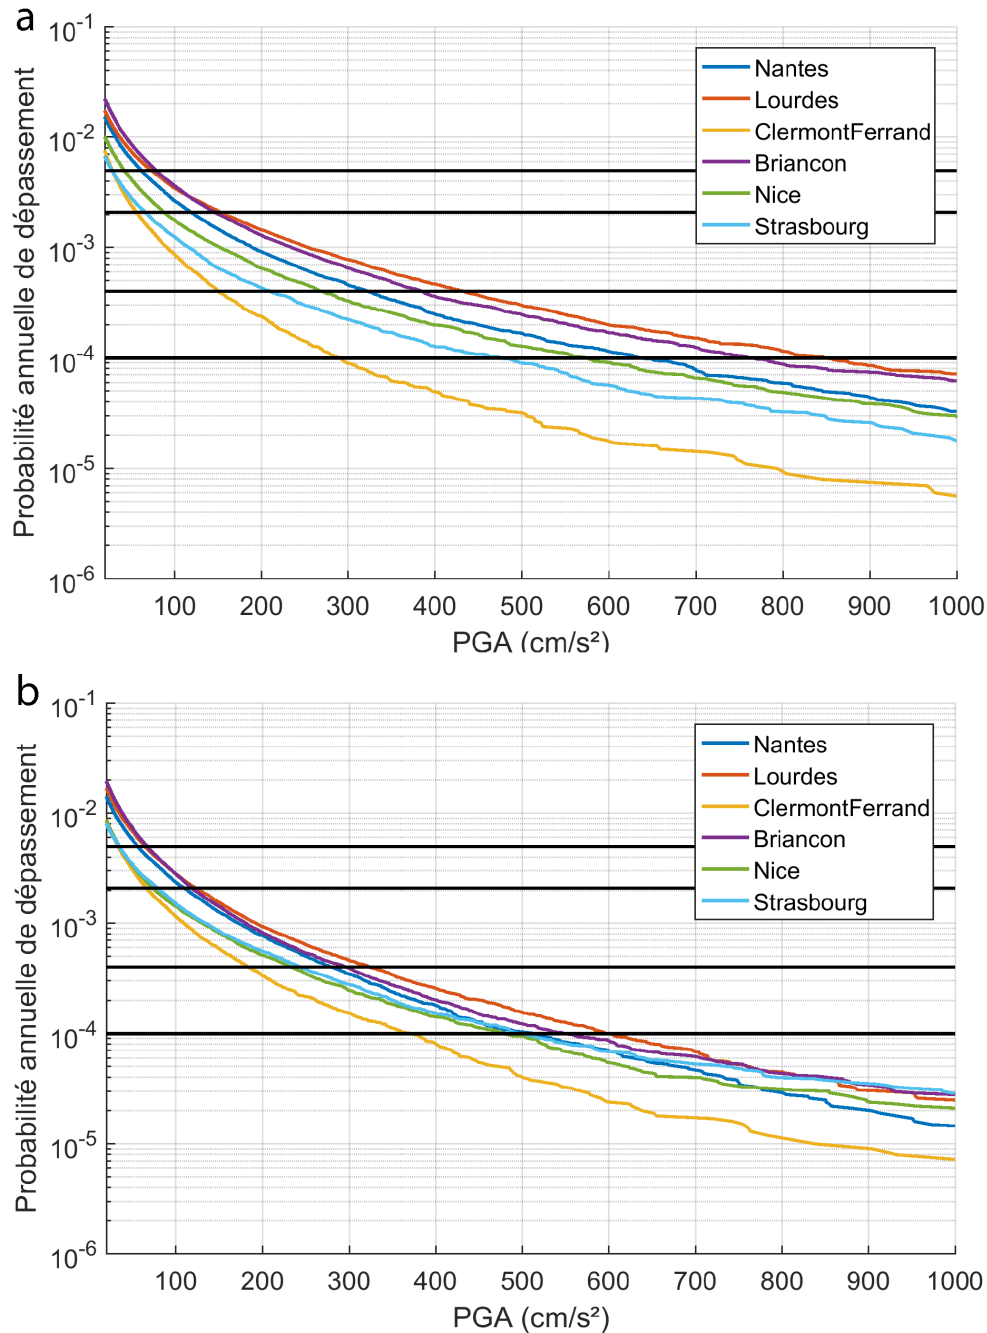 a
Probabilité annuelle de dépassement
10-1
10-2
10-3
10-4
10-5
10-6
Nantes
Lourdes
ClermontFerrand
Briancon
Nice
Strasbourg
100 200 300 400 500 600 700 800 900 1000
PGA (cm/s²)
b
Probabilité annuelle de dépassement
10-1
10-2
10-3
10-4
10-5
10-6
Nantes
Lourdes
ClermontFerrand
Briancon
Nice
Strasbourg
100 200 300 400 500 600 700 800 900 1000
PGA (cm/s²)